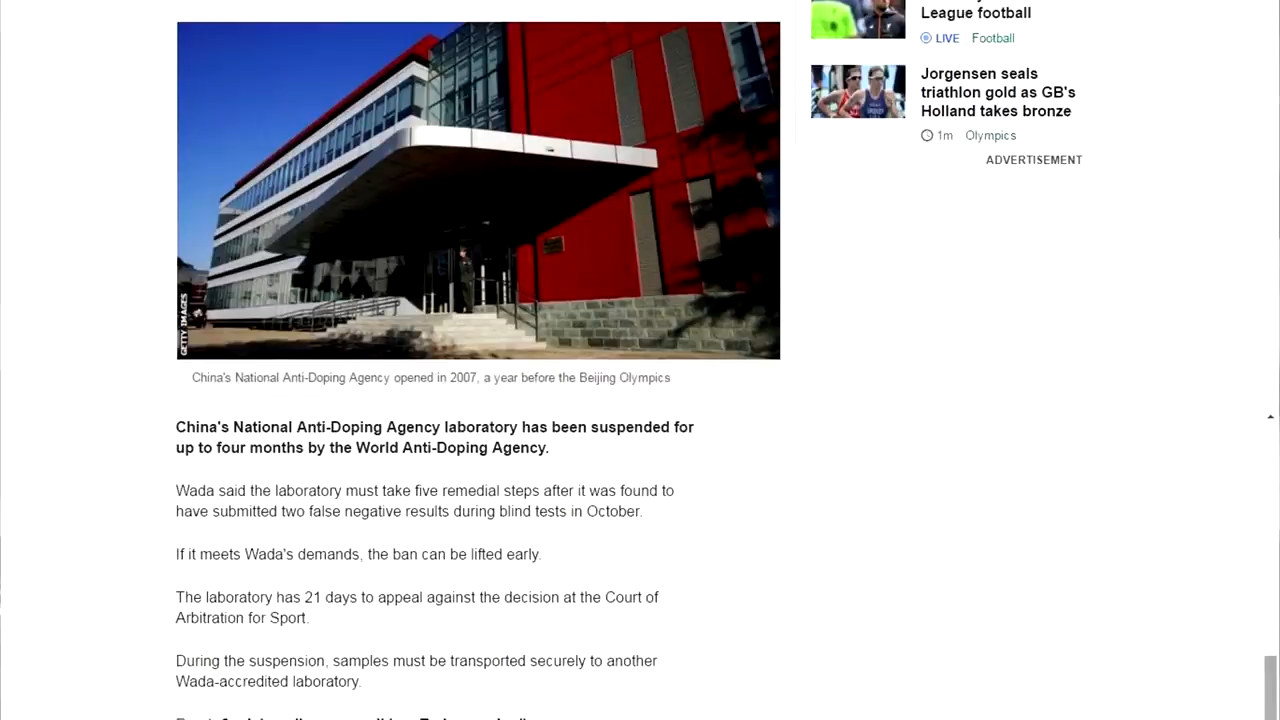 League football
LIVE Football
Jorgensen seals
triathlon gold as GB's
Holland takes bronze
1m Olympics
ADVERTISEMENT
GETTY IMAGES
China's National Anti-Doping Agency opened in 2007, a year before the Beijing Olympics
China's National Anti-Doping Agency laboratory has been suspended for
up to four months by the World Anti-Doping Agency.
Wada said the laboratory must take five remedial steps after it was found to
have submitted two false negative results during blind tests in October.
If it meets Wada's demands, the ban can be lifted early.
The laboratory has 21 days to appeal against the decision at the Court of
Arbitration for Sport.
During the suspension, samples must be transported securely to another
Wada-accredited laboratory.